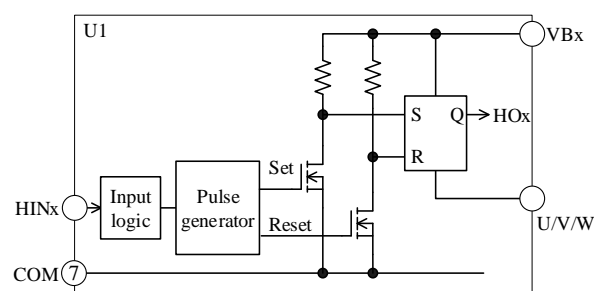 U1
VBx
S Q
HOx
R
Set
Input
logic
Pulse
generator
HINx
Reset
U/V/W
COM 7